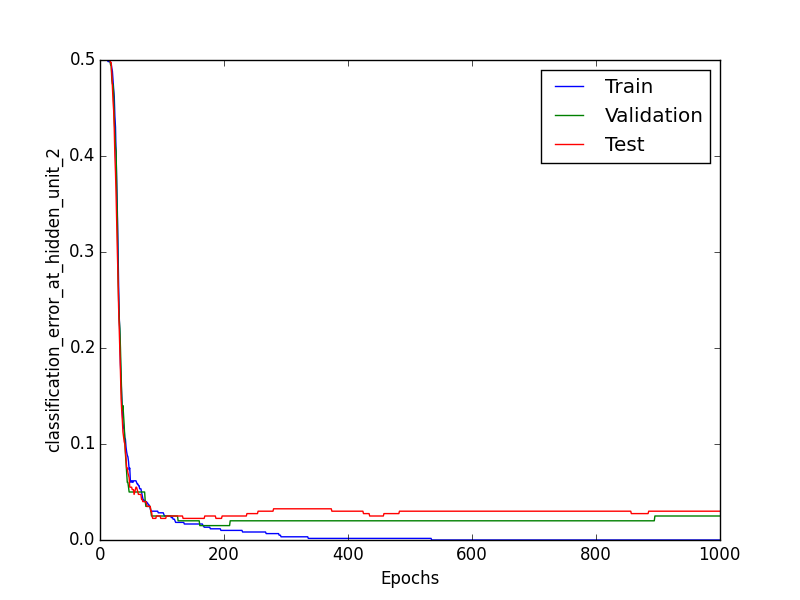 0.5
0.4
0.3
0.2
0.1
0.0
classification_error_at_hidden_unit_2
Train
Validation
Test
0 200 400 600 800 1000
Epochs